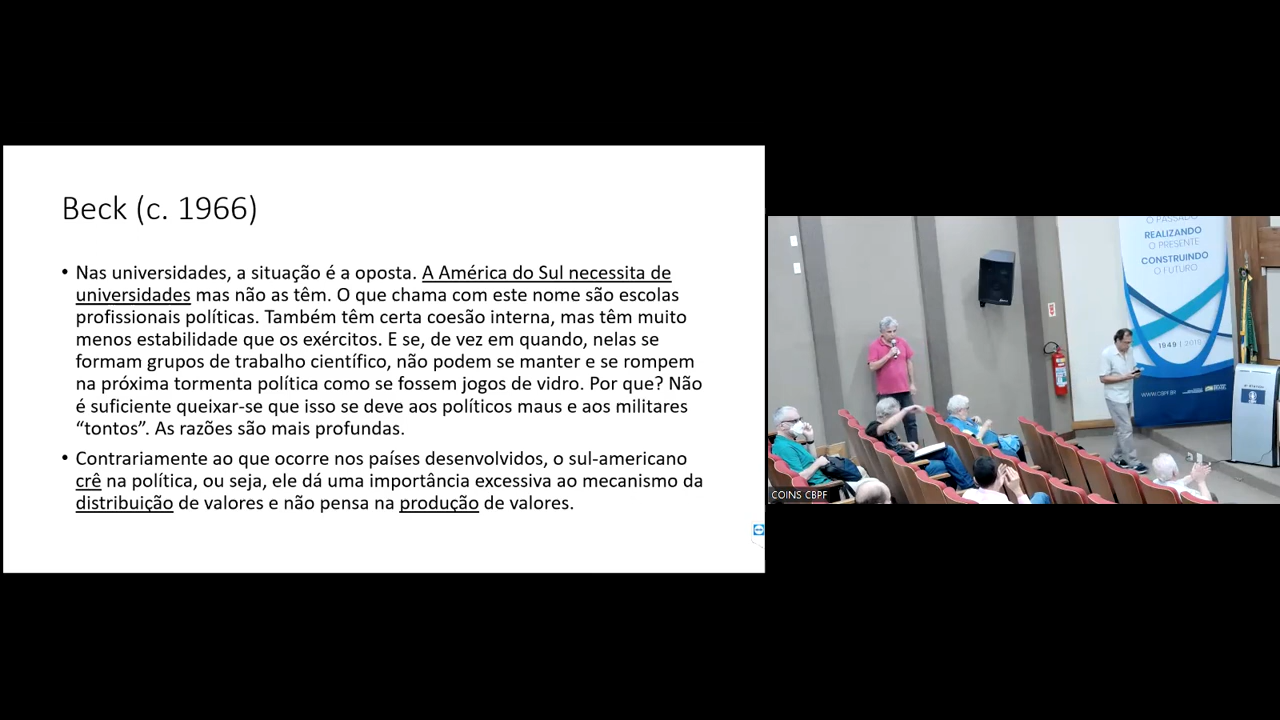 Beck (c. 1966)
• Nas universidades, a situação é a oposta. A América do Sul necessita de
universidades mas não as têm. O que chama com este nome são escolas
profissionais políticas. Também têm certa coesão interna, mas têm muito
menos estabilidade que os exércitos. E se, de vez em quando, nelas se
formam grupos de trabalho científico, não podem se manter e se rompem
na próxima tormenta política como se fossem jogos de vidro. Por que? Não
é suficiente queixar-se que isso se deve aos políticos maus e aos militares
“tontos”. As razões são mais profundas.
• Contrariamente ao que ocorre nos países desenvolvidos, o sul-americano
crê na política, ou seja, ele dá uma importância excessiva ao mecanismo da
distribuição de valores e não pensa na produção de valores.
O PASSADO
REALIZANDO
O PRESENTE
CONSTRUINDO
O FUTURO
1949 | 2019
WWW.CBPF.BR
COINS CBPF